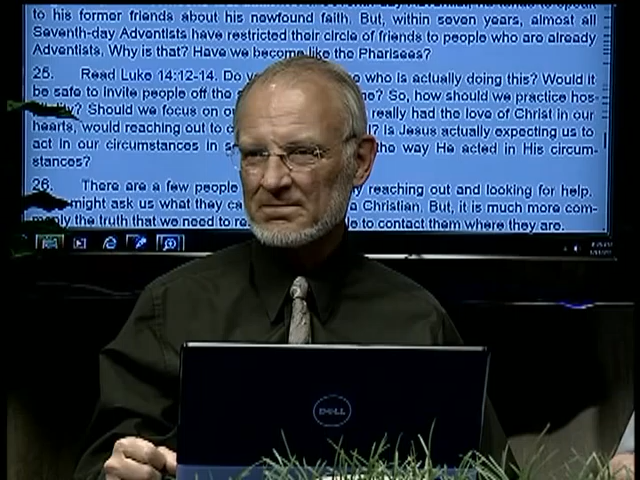 to his former friends about his newfound faith. But, within seven years, almost all
Seventh-day Adventists have restricted their circle of friends to people who are already
Adventists. Why is that? Have we become like the Pharisees?
25. Read Luke 14:12-14. Do who is actually doing this? Would it
be safe to invite people off the So, how should we practice hos-
Should we focus on really had the love of Christ in our
hearts, would reaching out to Is Jesus actually expecting us to
act in our circumstances in the way He acted in His circum-
stances?
26. There are a few people reaching out and looking for help.
might ask us what they a Christian. But, it is much more com-
the truth that we need to to contact them where they are.
DELL